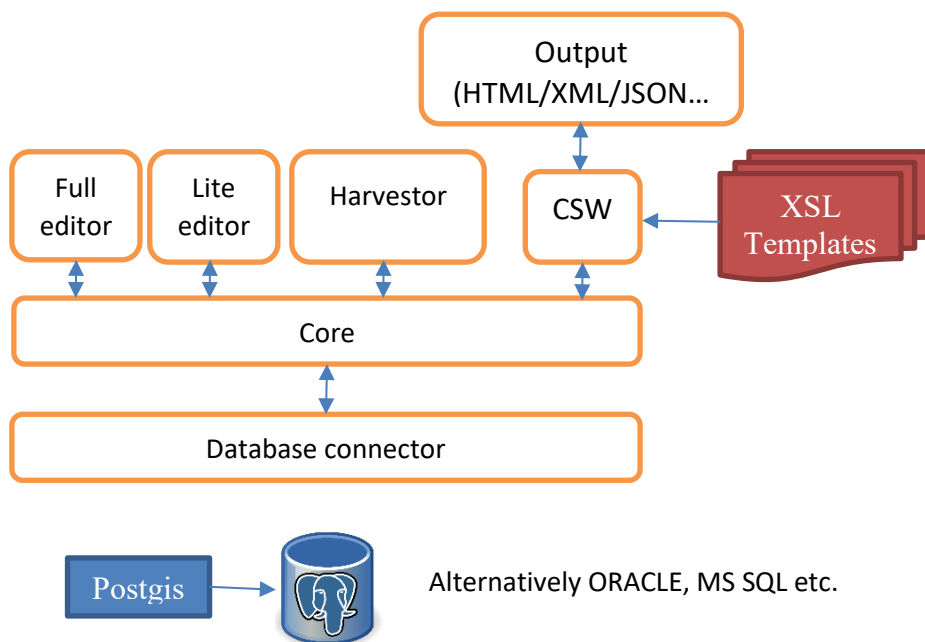 Output
(HTML/XML/JSON…
Full
editor
Lite
editor
Harvestor
CSW
XSL
Templates
Core
Database connector
Postgis
Alternatively ORACLE, MS SQL etc.